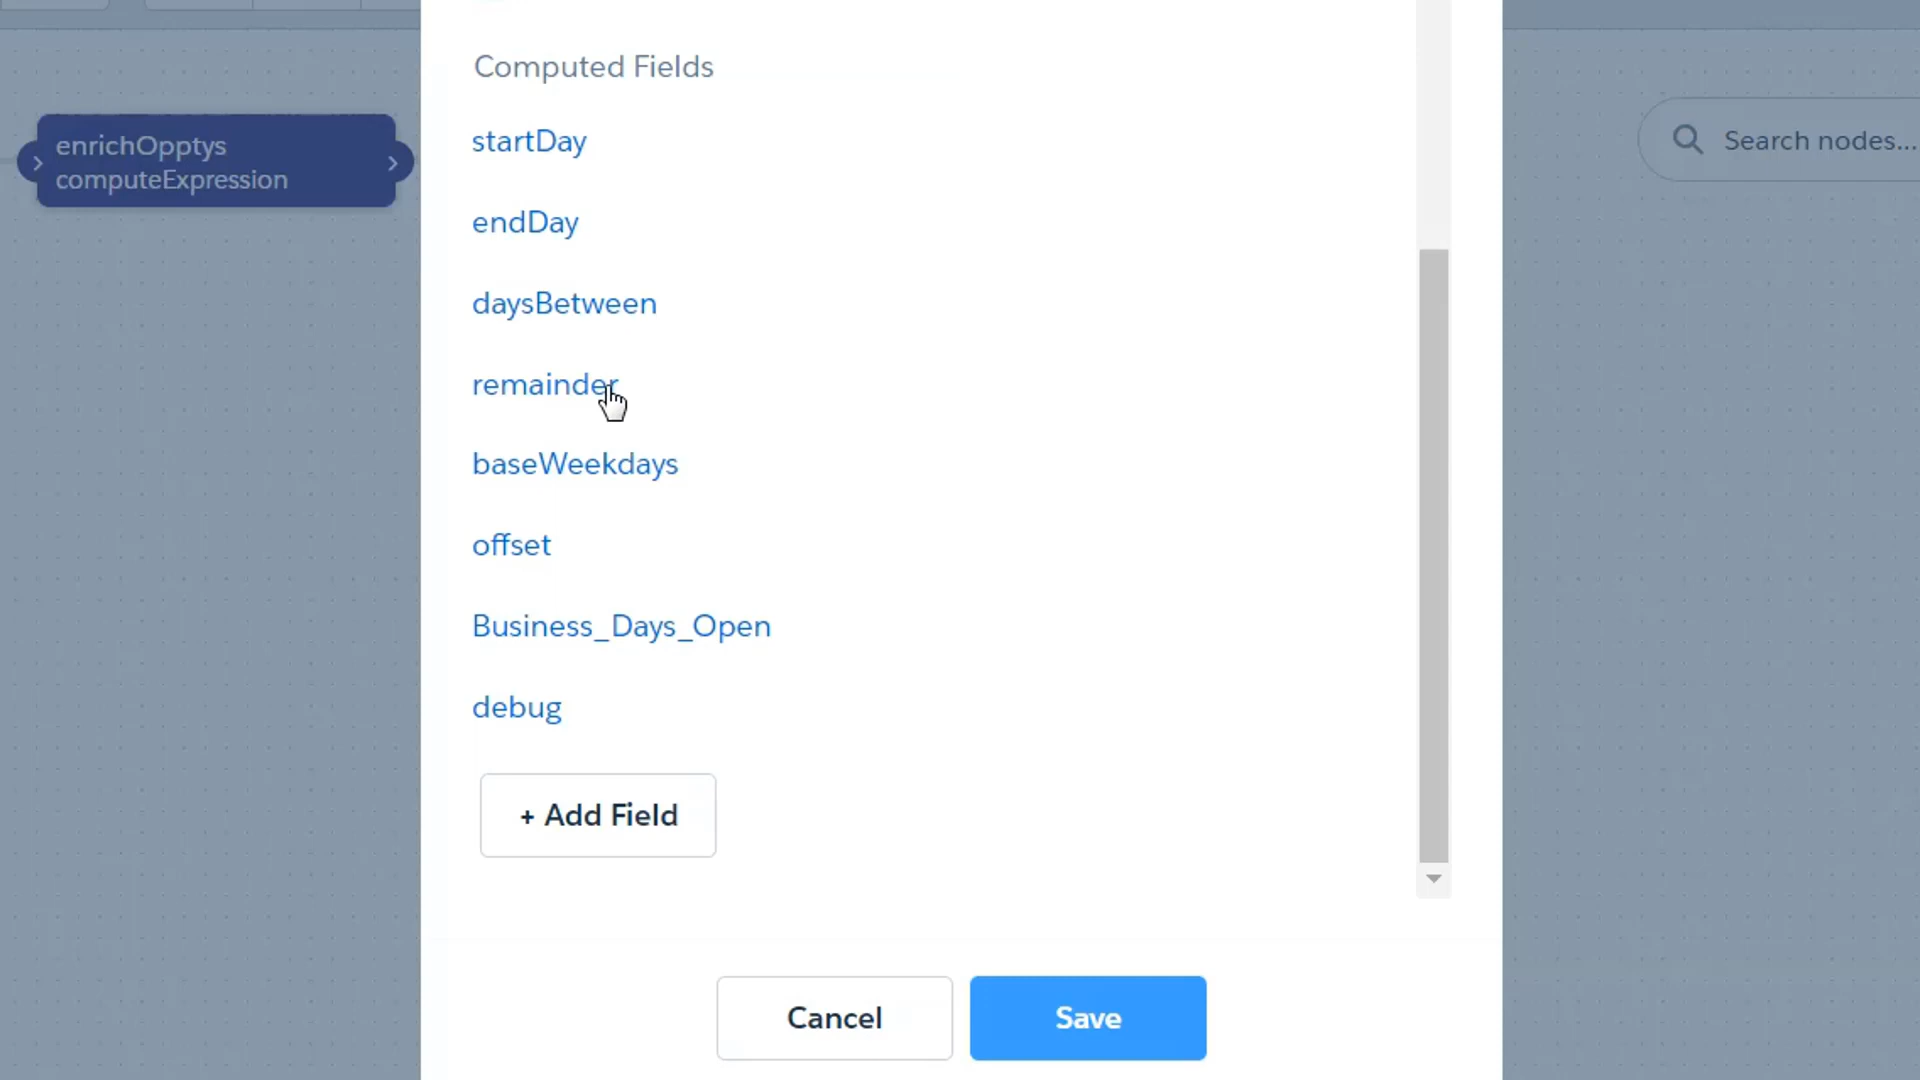 enrichOpptys
computeExpression
Computed Fields
startDay
endDay
daysBetween
remainder
baseWeekdays
offset
Business_Days_Open
debug
+ Add Field
Cancel
Save
Search nodes...